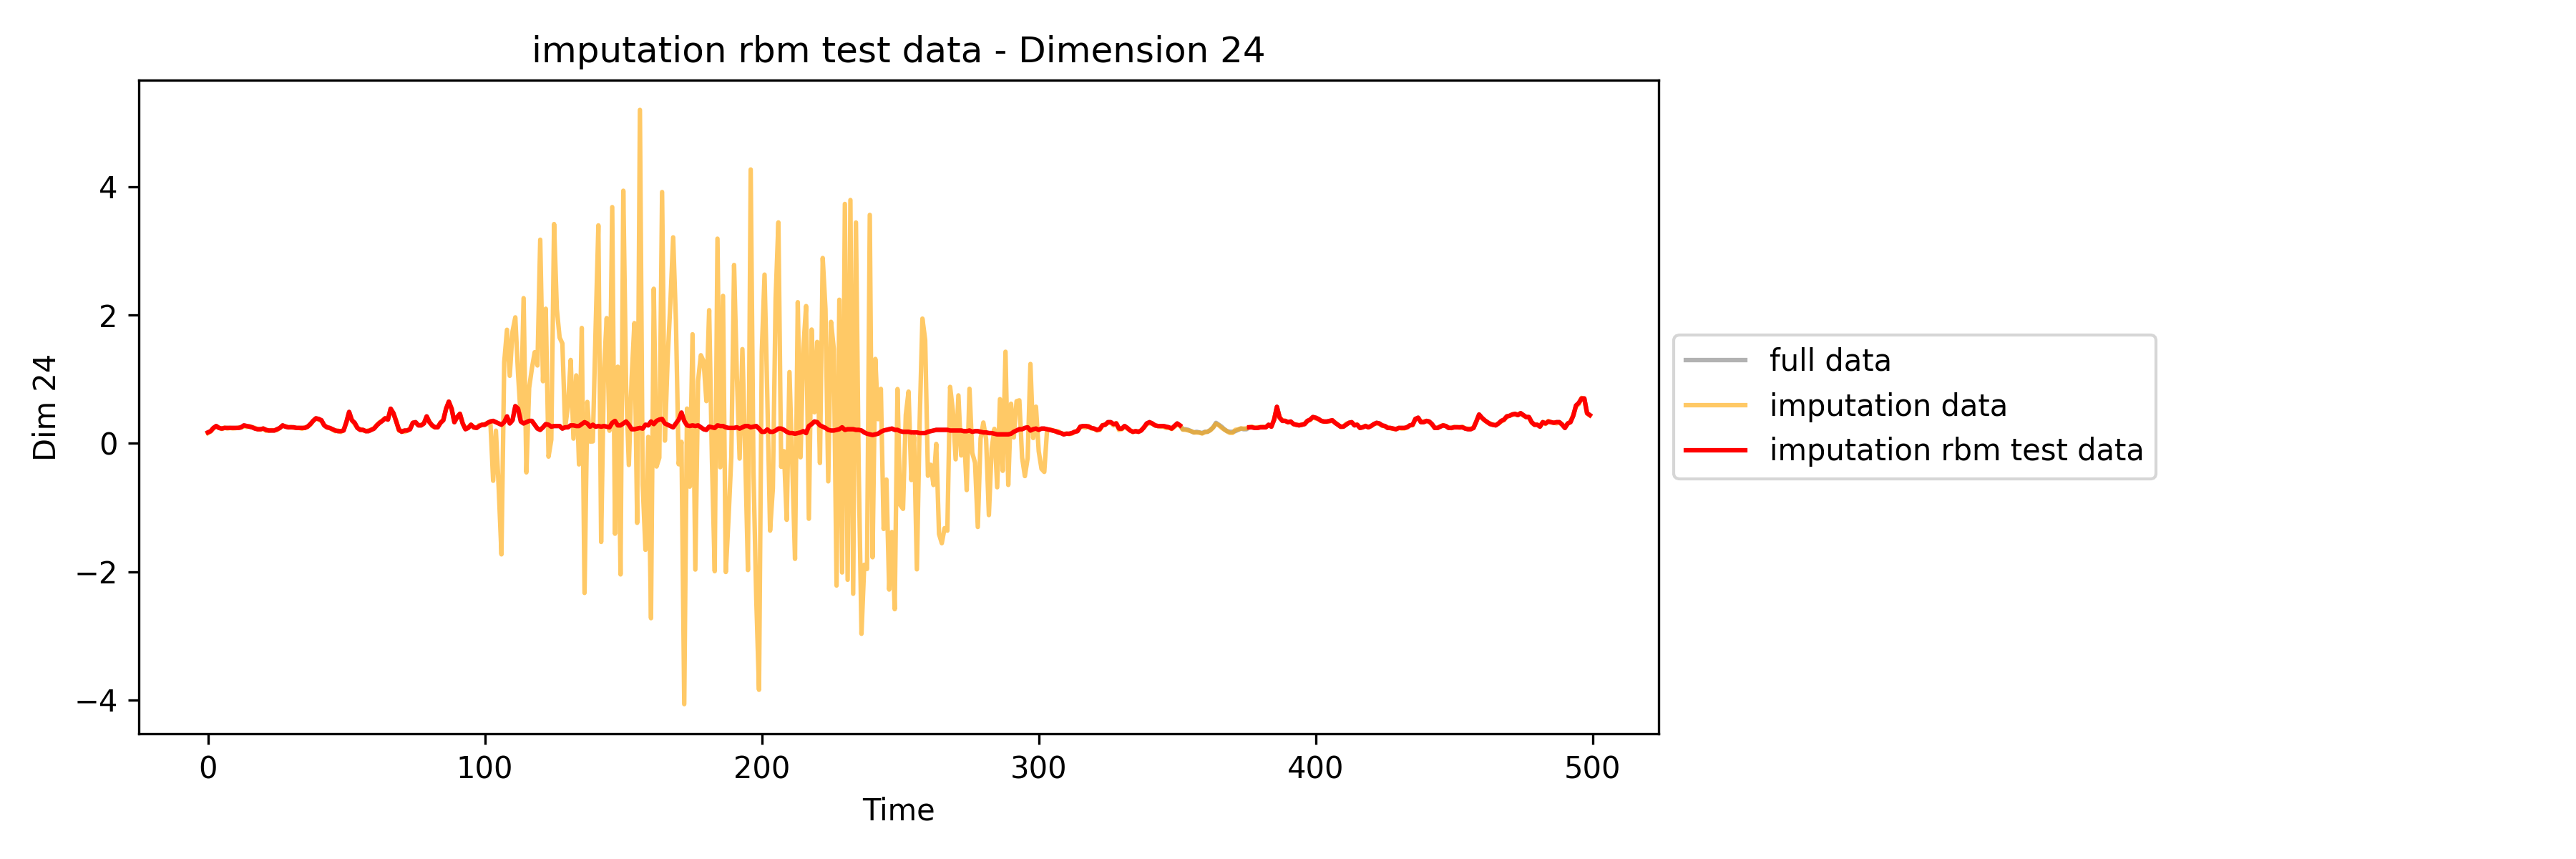 imputation rbm test data - Dimension 24
Dim 24
4
2
0
−2
−4
0 100 200 300 400 500
Time
full data
imputation data
imputation rbm test data